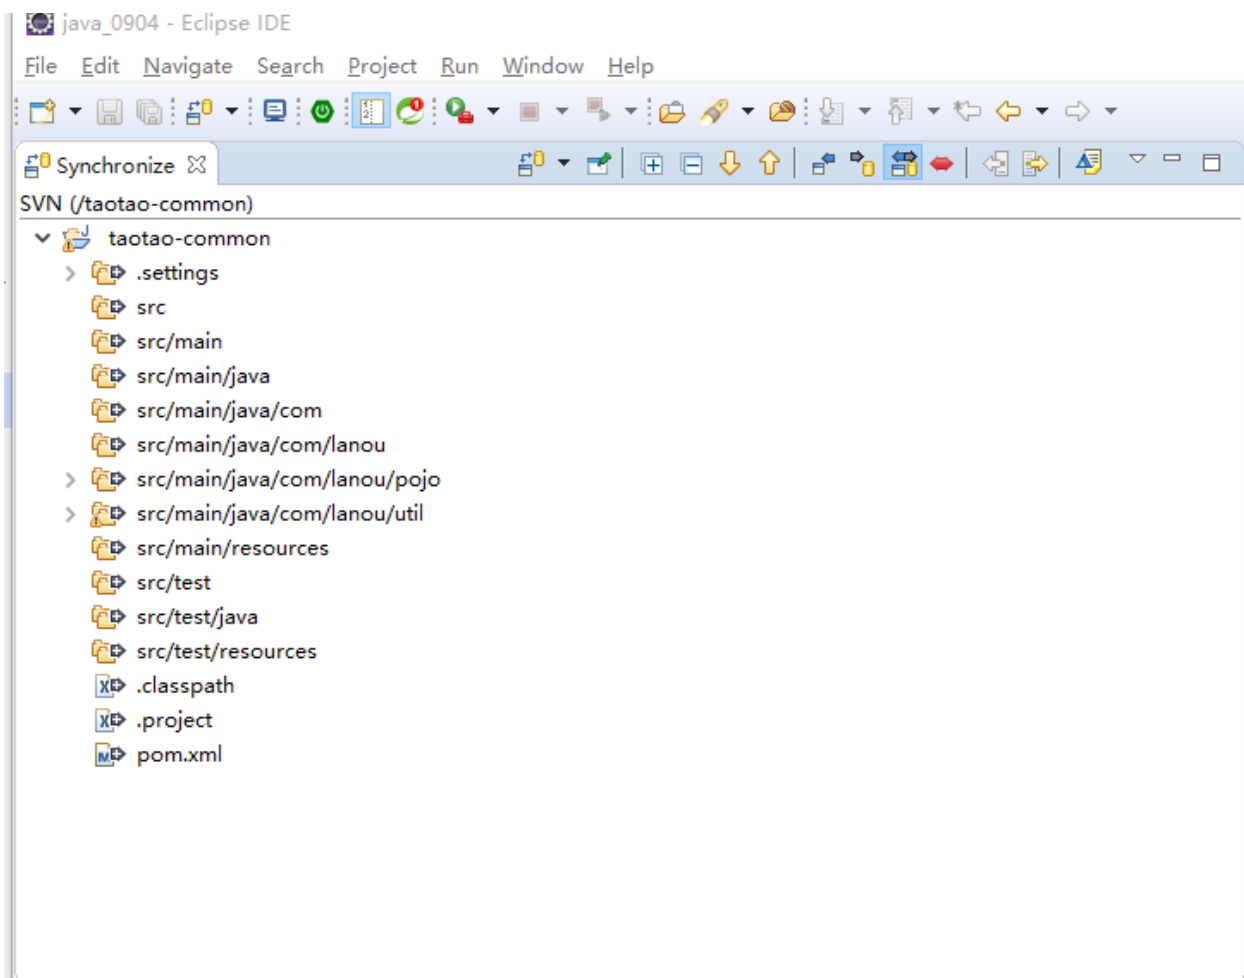 java_0904 - Eclipse IDE
File Edit Navigate Search Project Run Window Help
Synchronize
SVN (/taotao-common)
taotao-common
.settings
src
src/main
src/main/java
src/main/java/com
src/main/java/com/lanou
src/main/java/com/lanou/pojo
src/main/java/com/lanou/util
src/main/resources
src/test
src/test/java
src/test/resources
.classpath
.project
pom.xml